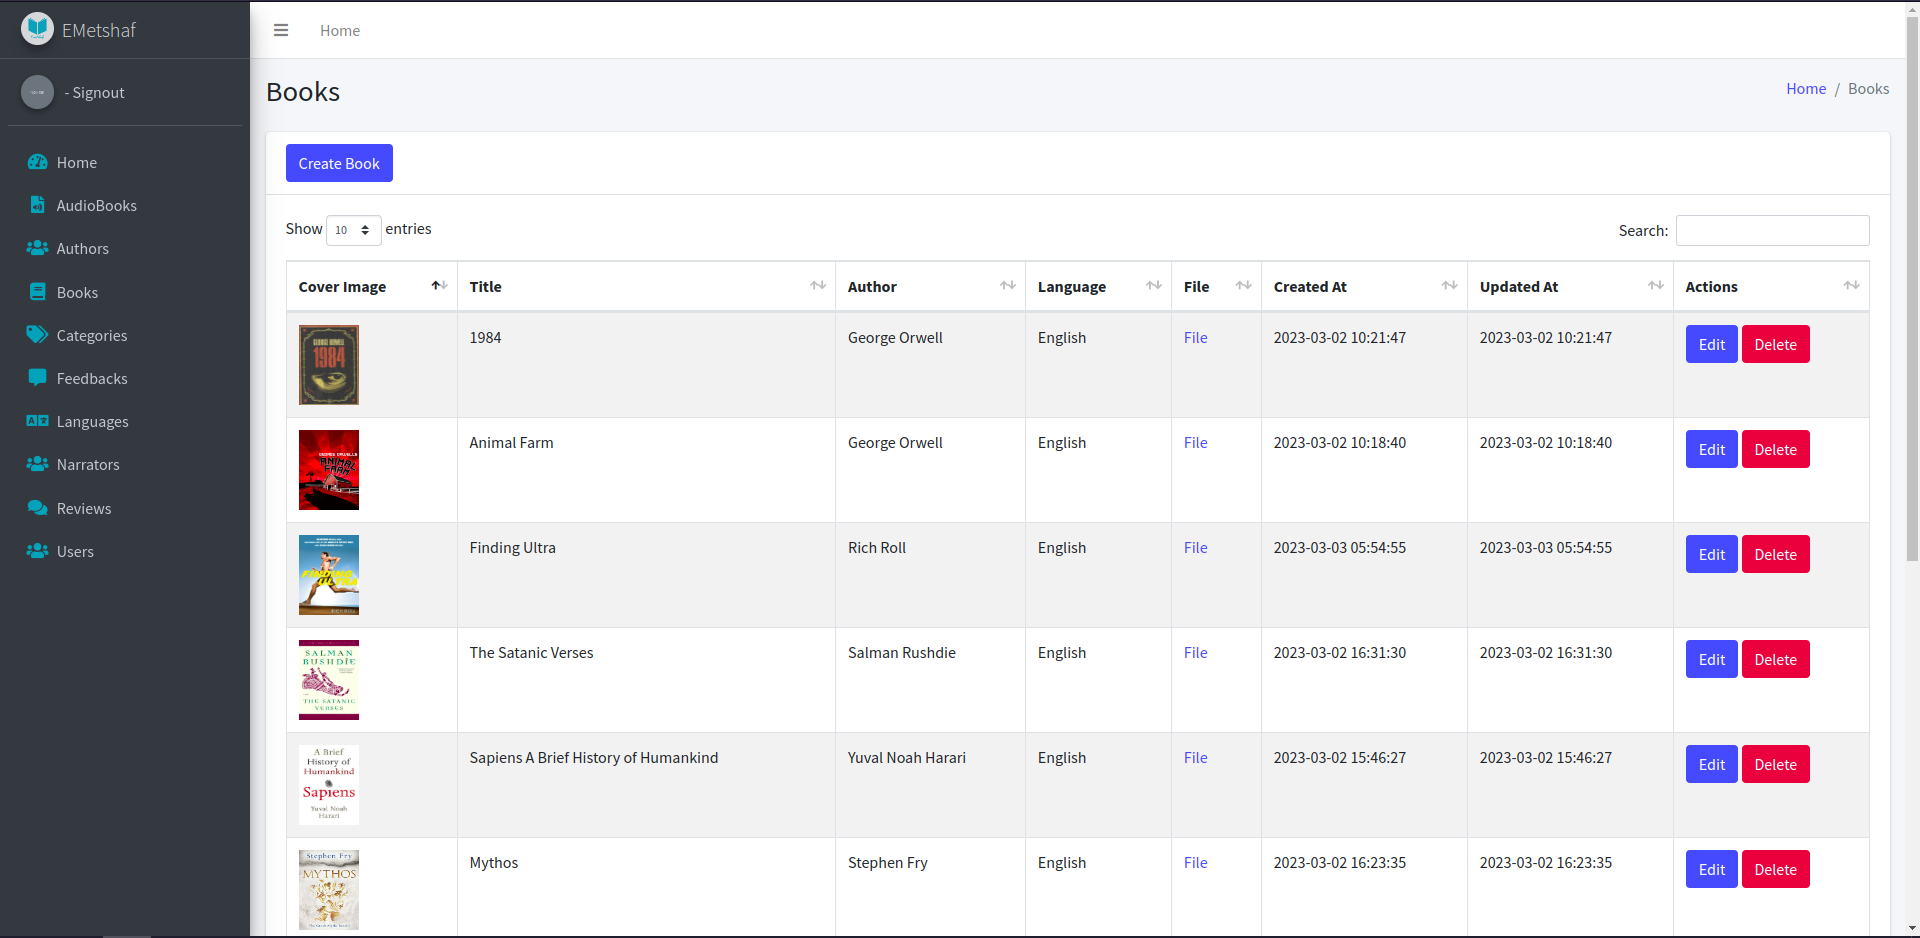 EMetshaf
- Signout
Home
AudioBooks
Authors
Books
Categories
Feedbacks
Languages
Narrators
Reviews
Users
Home
Books
Home / Books
Create Book
Show 10 entries
Search:
Cover Image Title Author Language File Created At Updated At Actions
GEORGE ORWELL
1984
1984 George Orwell English File 2023-03-02 10:21:47 2023-03-02 10:21:47 Edit Delete
GEORGE ORWELL'S
ANIMAL
FARM
Animal Farm George Orwell English File 2023-03-02 10:18:40 2023-03-02 10:18:40 Edit Delete
FINDING
ULTRA
Finding Ultra Rich Roll English File 2023-03-03 05:54:55 2023-03-03 05:54:55 Edit Delete
SALMAN
RUSHDIE
THE SATANIC
VERSES
The Satanic Verses Salman Rushdie English File 2023-03-02 16:31:30 2023-03-02 16:31:30 Edit Delete
A Brief
History of
Humankind
Sapiens
Yuval Noah
Harari
Sapiens A Brief History of Humankind Yuval Noah Harari English File 2023-03-02 15:46:27 2023-03-02 15:46:27 Edit Delete
Stephen Fry
MYTHOS
Mythos Stephen Fry English File 2023-03-02 16:23:35 2023-03-02 16:23:35 Edit Delete